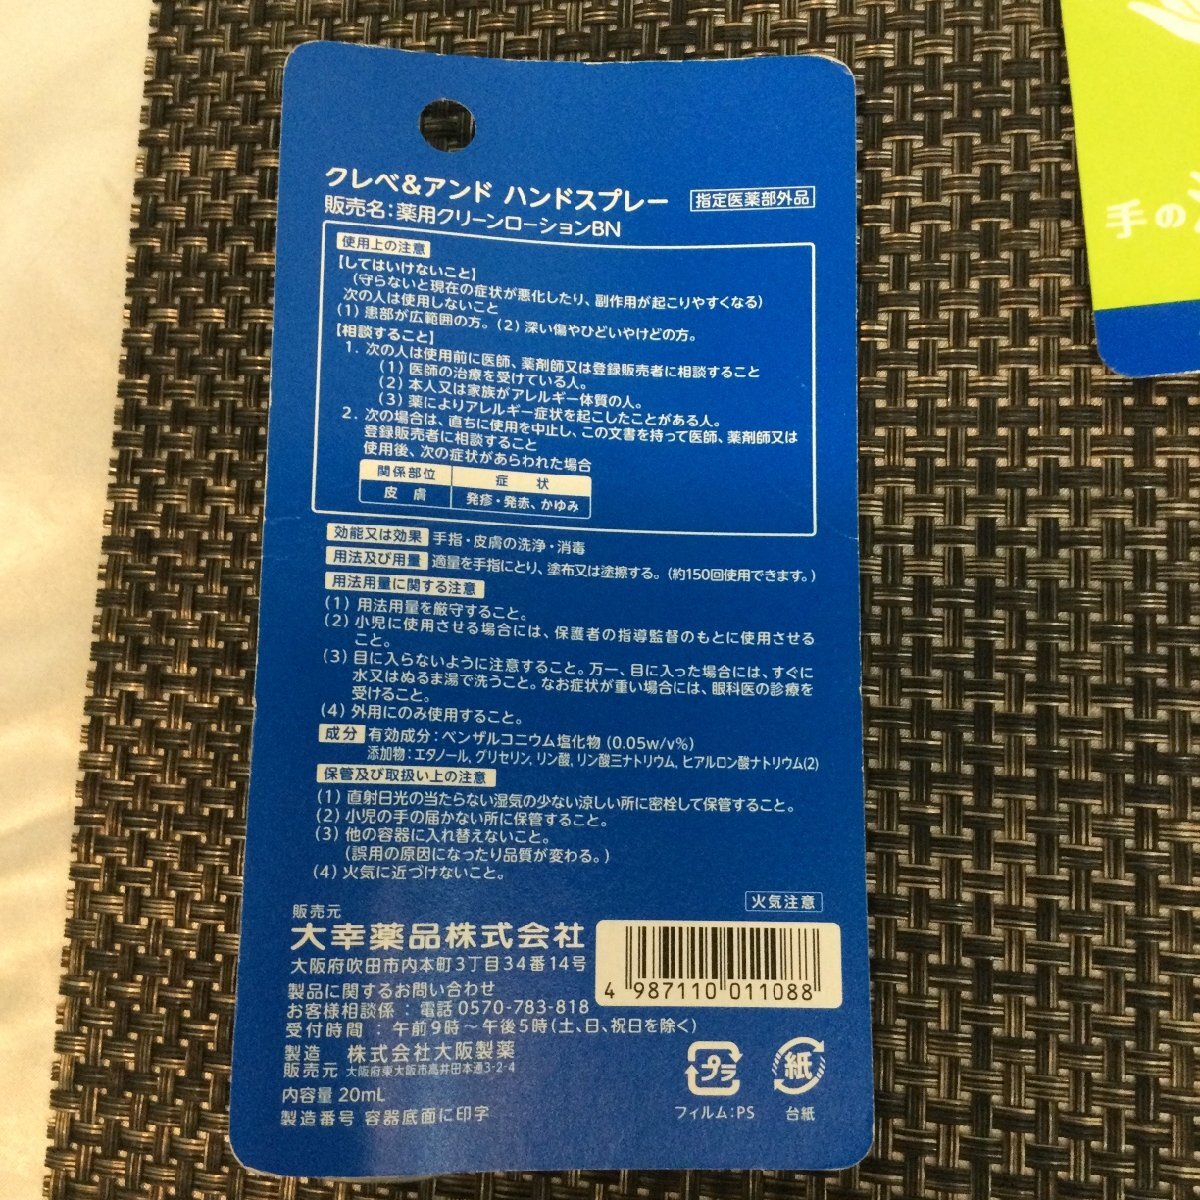 クレベ&アンド ハンドスプレー 指定医薬部外品
販売名:薬用クリーンローションBN
使用上の注意
【してはいけないこと】
(守らないと現在の症状が悪化したり、副作用が起こりやすくなる)
次の人は使用しないこと
(1) 患部が広範囲の方。(2) 深い傷やひどいやけどの方。
【相談すること】
1. 次の人は使用前に医師、薬剤師又は登録販売者に相談すること
(1) 医師の治療を受けている人。
(2) 本人又は家族がアレルギー体質の人。
(3) 薬によりアレルギー症状を起こしたことがある人。
2. 次の場合は、直ちに使用を中止し、この文書を持って医師、薬剤師又は
登録販売者に相談すること
使用後、次の症状があらわれた場合
関係部位 症 状
皮 膚 発疹・発赤、かゆみ
効能又は効果 手指・皮膚の洗浄・消毒
用法及び用量 適量を手指にとり、塗布又は塗擦する。(約150回使用できます。)
用法用量に関する注意
(1) 用法用量を厳守すること。
(2) 小児に使用させる場合には、保護者の指導監督のもとに使用させる
こと。
(3) 目に入らないように注意すること。万一、目に入った場合には、すぐに
水又はぬるま湯で洗うこと。なお症状が重い場合には、眼科医の診療を
受けること。
(4) 外用にのみ使用すること。
成分 有効成分:ベンザルコニウム塩化物 (0.05w/v%)
添加物:エタノール, グリセリン, リン酸, リン酸三ナトリウム, ヒアルロン酸ナトリウム(2)
保管及び取扱い上の注意
(1) 直射日光の当たらない湿気の少ない涼しい所に密栓して保管すること。
(2) 小児の手の届かない所に保管すること。
(3) 他の容器に入れ替えないこと。
(誤用の原因になったり品質が変わる。)
(4) 火気に近づけないこと。
火気注意
販売元
大幸薬品株式会社
大阪府吹田市内本町3丁目34番14号
製品に関するお問い合わせ
お客様相談係:電話 0570-783-818
受付時間:午前9時〜午後5時(土、日、祝日を除く)
製造 株式会社大阪製薬
販売元 大阪府東大阪市高井田本通3-2-4
内容量 20mL
製造番号 容器底面に印字
4 987110 011088
プラ
フィルム:PS
紙
台紙
手の